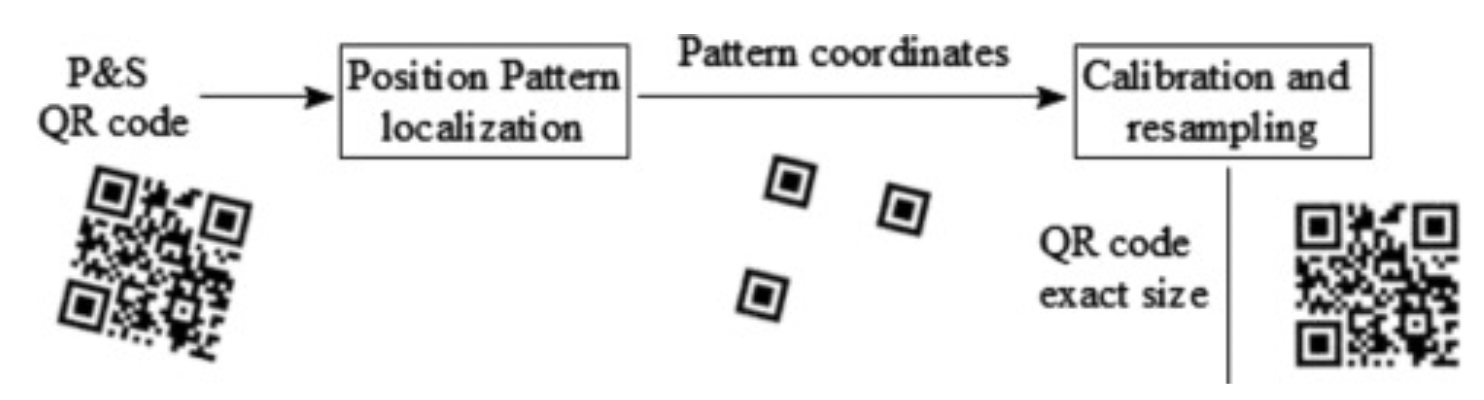 P&S
QR code
Position Pattern
localization
Pattern coordinates
Calibration and
resampling
QR code
exact size